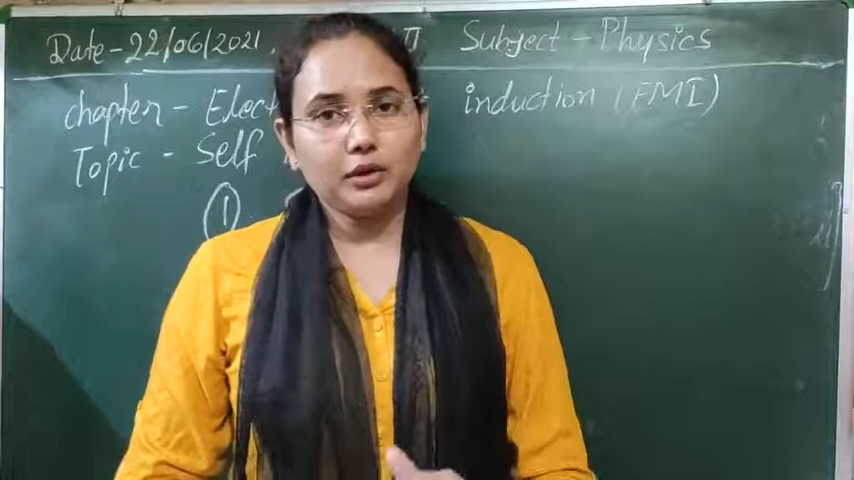 Date - 22/06/2021. Subject - Physics
chapter - Elect induction (EMI)
Topic - Self
①